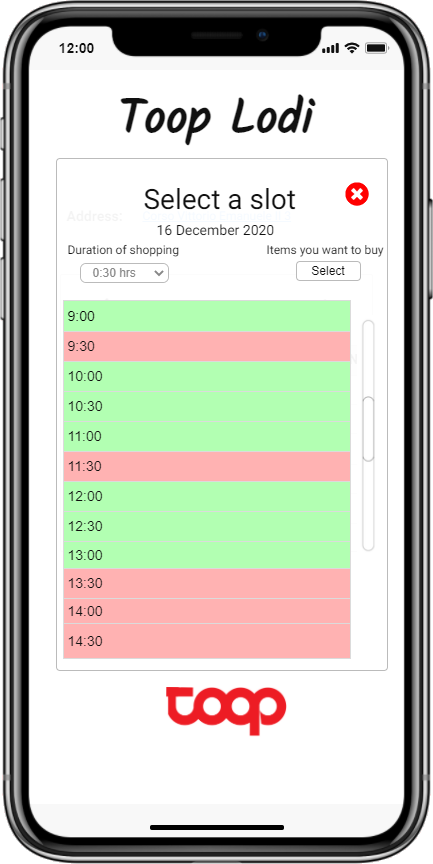 12:00
Toop Lodi
Select a slot
Address:
16 December 2020
Duration of shopping Items you want to buy
0:30 hrs Select
9:00
9:30
10:00
10:30
11:00
11:30
12:00
12:30
13:00
13:30
14:00
14:30
toop